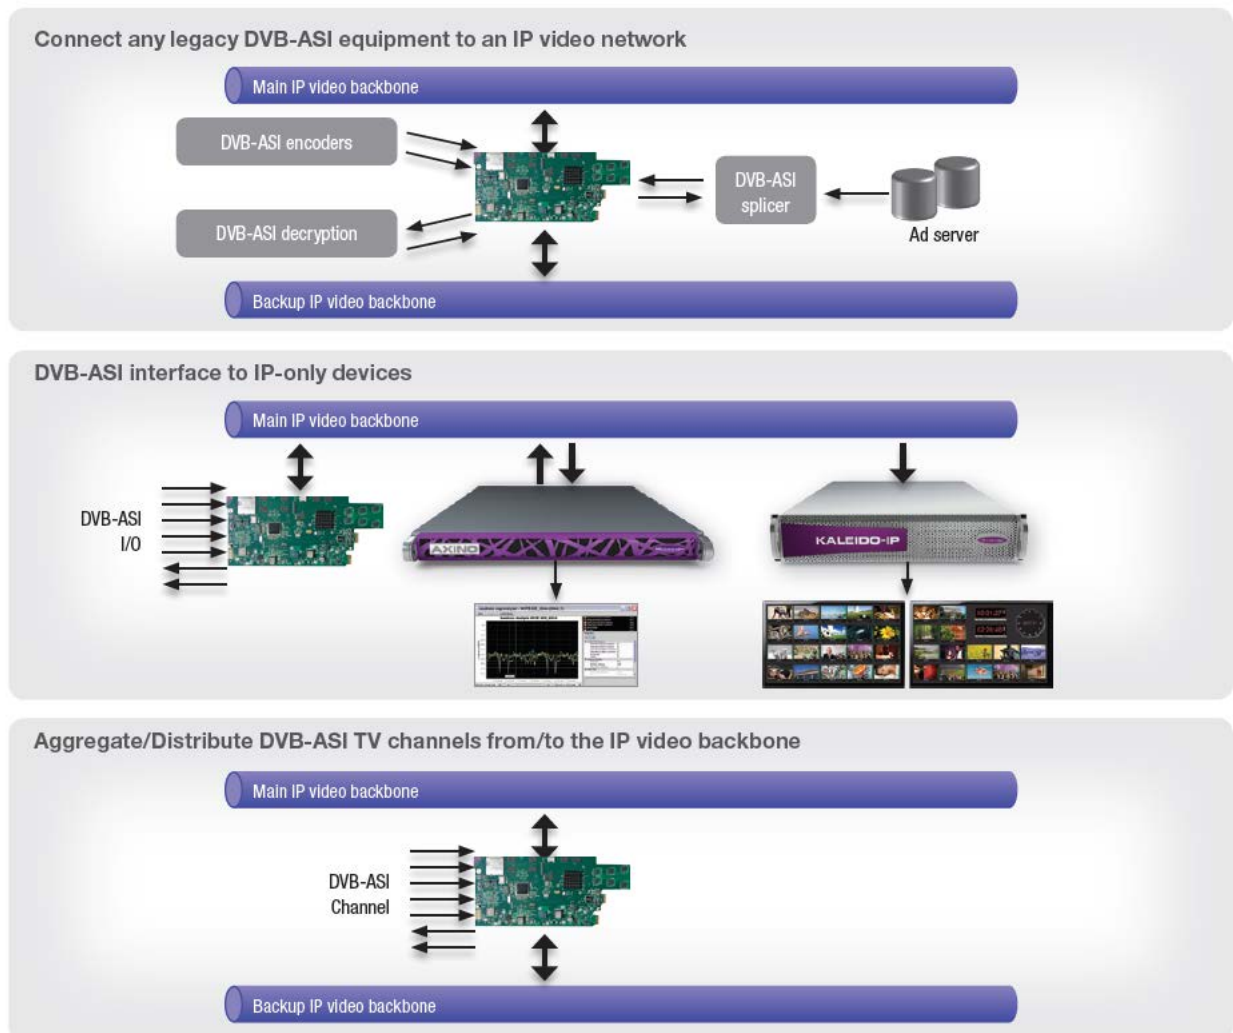 Connect any legacy DVB-ASI equipment to an IP video network
Main IP video backbone
DVB-ASI encoders
DVB-ASI
splicer
DVB-ASI decryption
Ad server
Backup IP video backbone
DVB-ASI interface to IP-only devices
Main IP video backbone
DVB-ASI
I/O
AXINO
KALEIDO-IP
Aggregate/Distribute DVB-ASI TV channels from/to the IP video backbone
Main IP video backbone
DVB-ASI
Channel
Backup IP video backbone